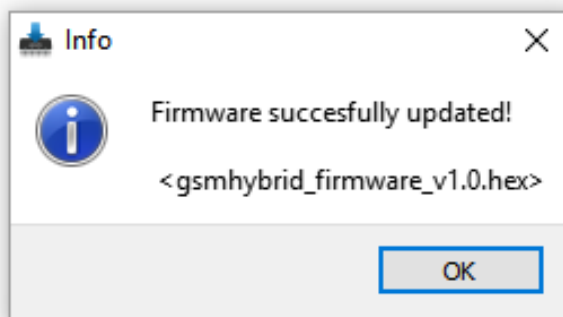 Info
Firmware succesfully updated!
<gsmhybrid_firmware_v1.0.hex>
OK